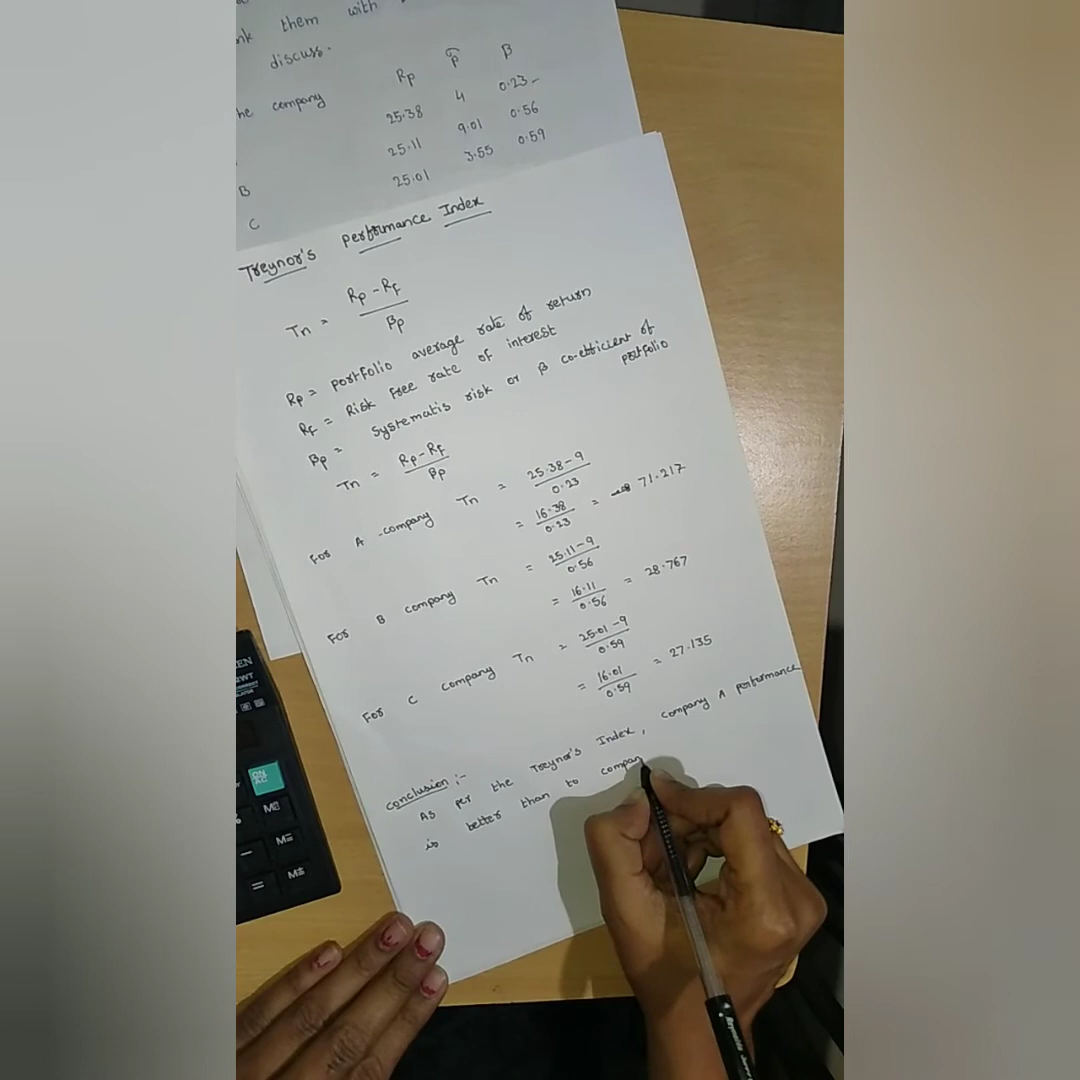 them with
discuss.
company Rp σp β
25.38 4 0.23
25.11 9.01 0.56
B 25.01 3.55 0.59
C
Treynor's performance Index
Tn = Rp - Rf / βp
Rp = portfolio average rate of return
Rf = Risk free rate of interest
βp = systematis risk or β co-efficient of
portfolio
Tn = Rp-Rf / βp
For A company Tn = 25.38-9 / 0.23
= 16.38 / 0.23 = 71.217
For B company Tn = 25.11-9 / 0.56
= 16.11 / 0.56 = 28.767
For C company Tn = 25.01-9 / 0.59
= 16.01 / 0.59 = 27.135
Conclusion :-
As per the Treynor's Index, company A performance
is better than to compan
ON
AC
M
M=
M±
%
-
=